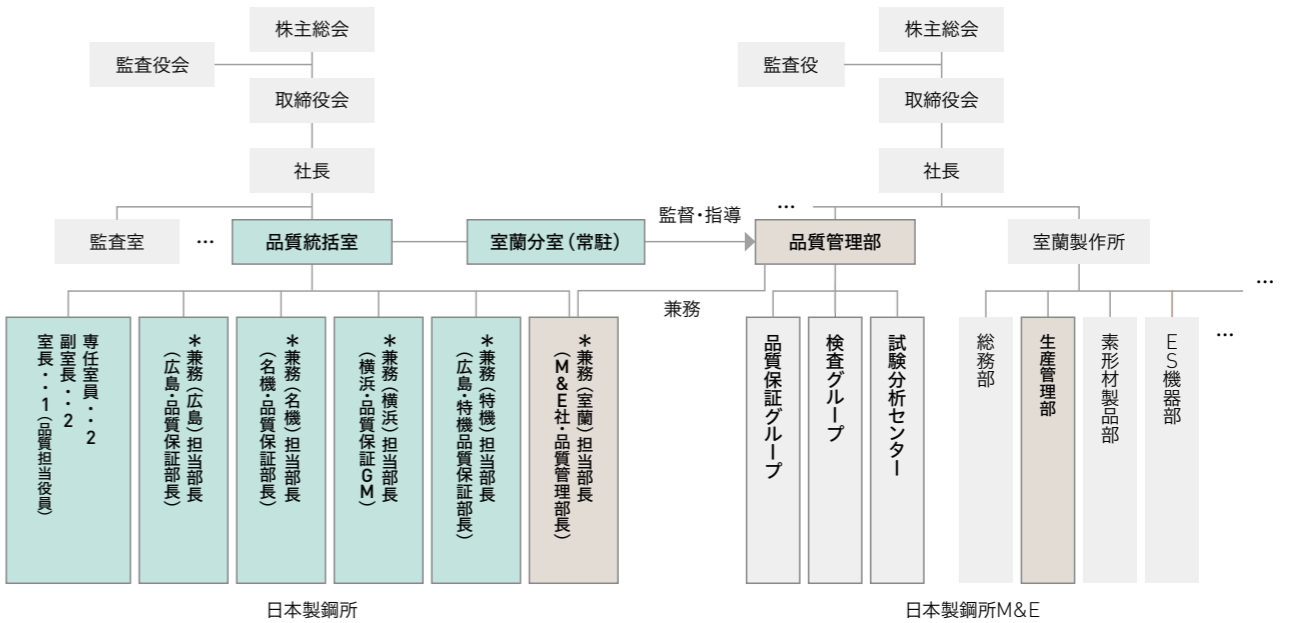 株主総会
監査役会
取締役会
社長
監査室
…
品質統括室
室蘭分室（常駐）
監督・指導
兼務
専任室員・・2
副室長・・2
室長・・1（品質担当役員）
＊兼務（広島）担当部長
（広島・品質保証部長）
＊兼務（名機）担当部長
（名機・品質保証部長）
＊兼務（横浜）担当部長
（横浜・品質保証GM）
＊兼務（特機）担当部長
（広島・特機品質保証部長）
＊兼務（室蘭）担当部長
（M&E社・品質管理部長）
日本製鋼所
株主総会
監査役
取締役会
社長
…
品質管理部
室蘭製作所
…
品質保証グループ
検査グループ
試験分析センター
総務部
生産管理部
素形材製品部
ES機器部
…
日本製鋼所M&E